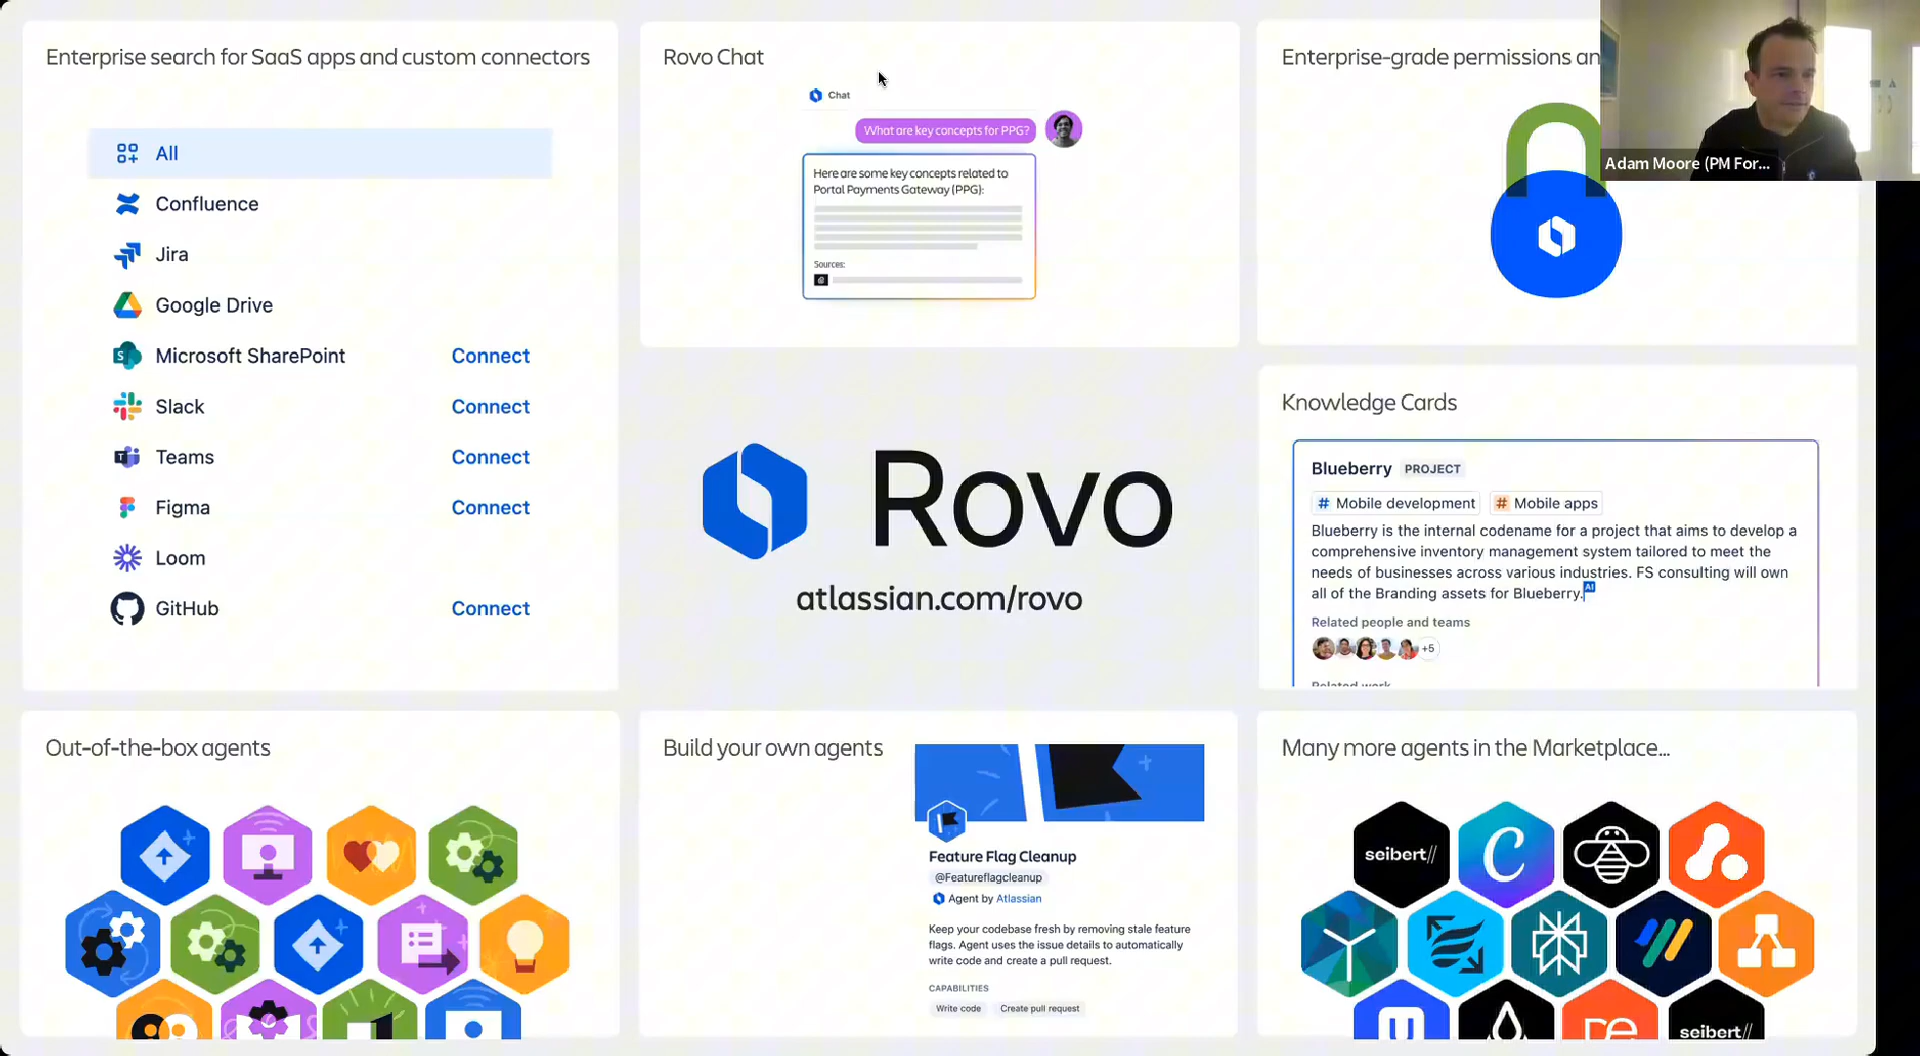 Enterprise search for SaaS apps and custom connectors
All
Confluence
Jira
Google Drive
Microsoft SharePoint Connect
Slack Connect
Teams Connect
Figma Connect
Loom
GitHub Connect
Rovo Chat
Chat
What are key concepts for PPG?
Here are some key concepts related to
Portal Payments Gateway (PPG):
Sources:
Enterprise-grade permissions an
Adam Moore (PM For...
Rovo
atlassian.com/rovo
Knowledge Cards
Blueberry PROJECT
# Mobile development # Mobile apps
Blueberry is the internal codename for a project that aims to develop a
comprehensive inventory management system tailored to meet the
needs of businesses across various industries. FS consulting will own
all of the Branding assets for Blueberry. AI
Related people and teams
+5
Related work
Out-of-the-box agents
Build your own agents
Feature Flag Cleanup
@Featureflagcleanup
Agent by Atlassian
Keep your codebase fresh by removing stale feature
flags. Agent uses the issue details to automatically
write code and create a pull request.
CAPABILITIES
Write code Create pull request
Many more agents in the Marketplace...
seibert//
re
seibert//